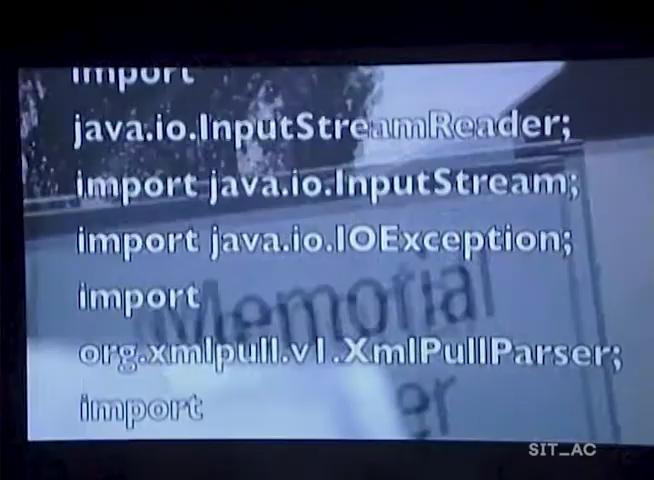 import
java.io.InputStreamReader;
import java.io.InputStream;
import java.io.IOException;
import
Memorial
org.xmlpull.v1.XmlPullParser;
er
import
SIT_AC